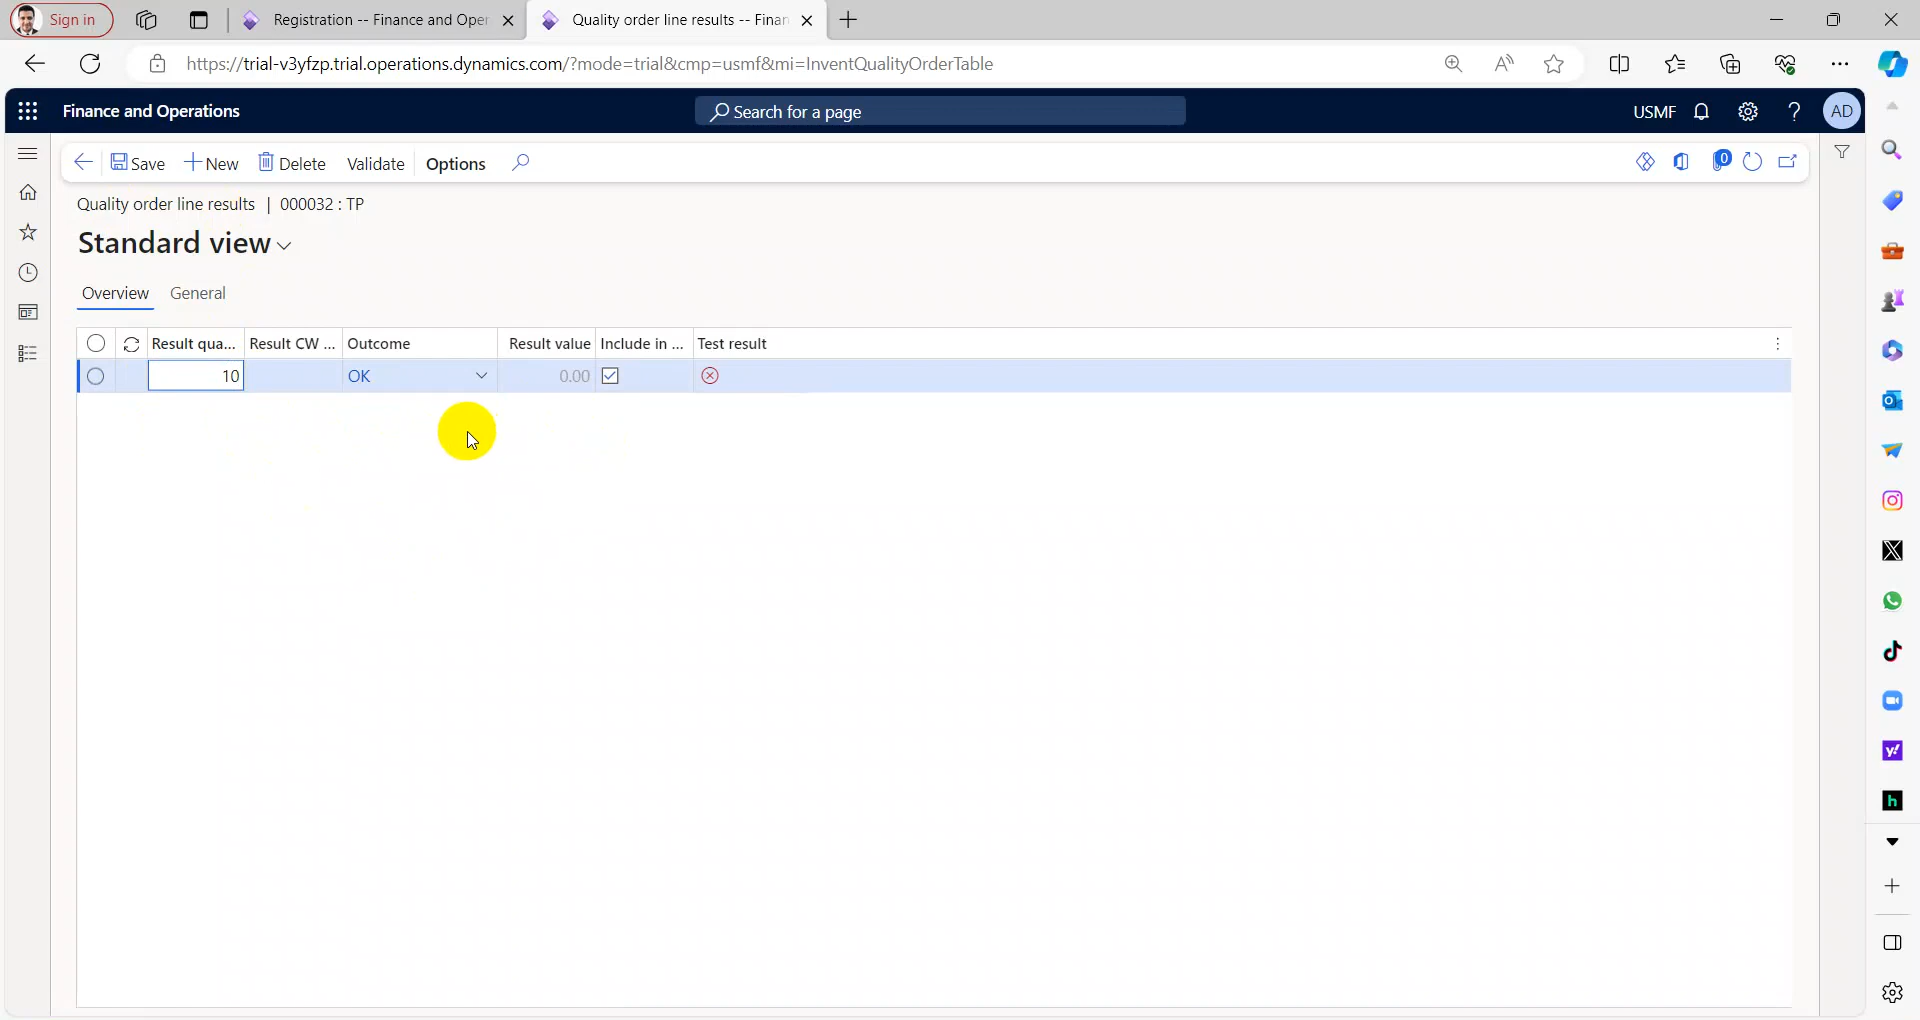 Sign in
Registration -- Finance and Oper
Quality order line results -- Finan
https://trial-v3yfzp.trial.operations.dynamics.com/?mode=trial&cmp=usmf&mi=InventQualityOrderTable
Finance and Operations
Search for a page
USMF
AD
Save
New
Delete
Validate
Options
0
Quality order line results | 000032 : TP
Standard view
Overview
General
Result qua... Result CW ... Outcome Result value Include in ... Test result
10 OK 0.00